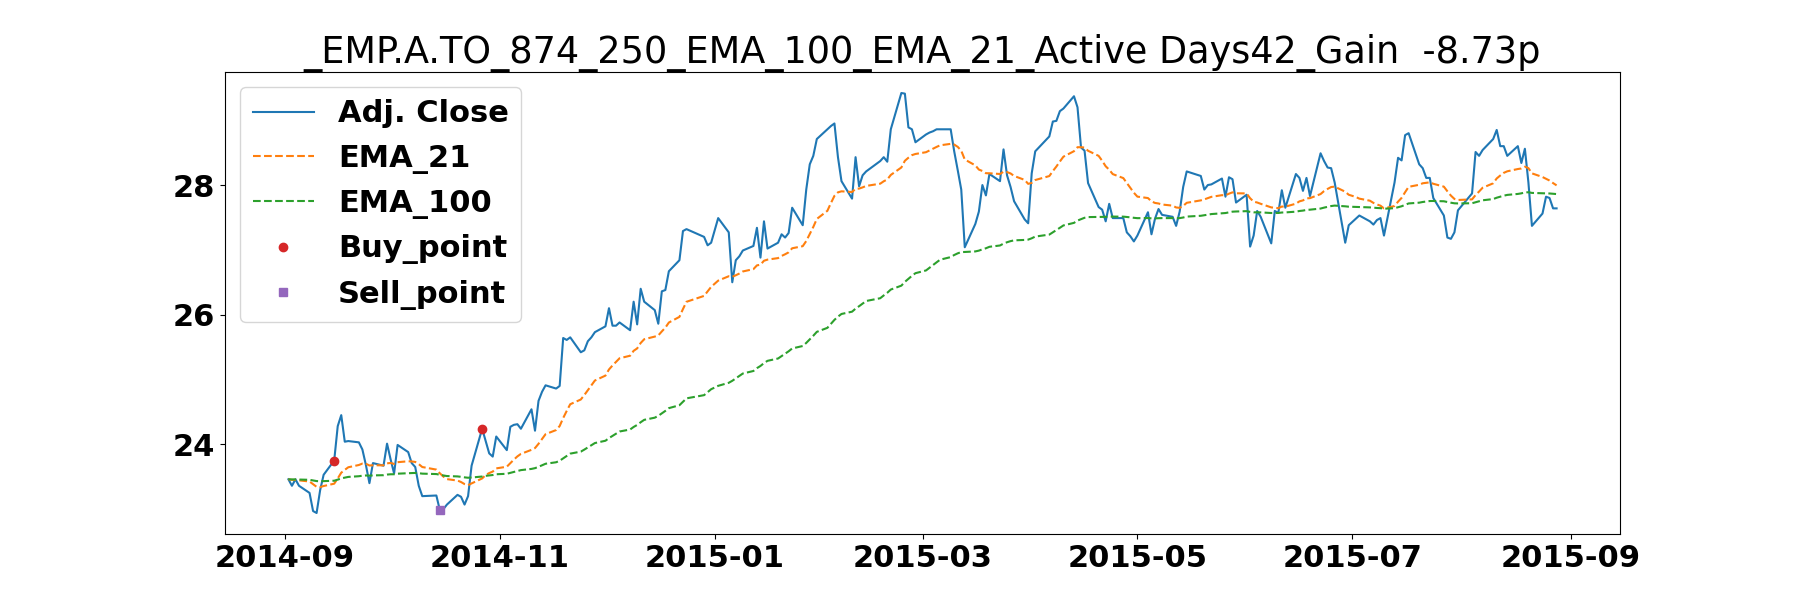 _EMP.A.TO_874_250_EMA_100_EMA_21_Active Days42_Gain  -8.73p
Adj. Close
EMA_21
EMA_100
Buy_point
Sell_point
28
26
24
2014-09 2014-11 2015-01 2015-03 2015-05 2015-07 2015-09